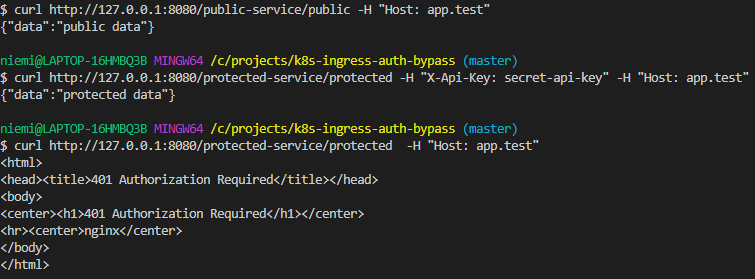 $ curl http://127.0.0.1:8080/public-service/public -H "Host: app.test"
{"data":"public data"}
niemi@LAPTOP-16HMBQ3B MINGW64 /c/projects/k8s-ingress-auth-bypass (master)
$ curl http://127.0.0.1:8080/protected-service/protected -H "X-Api-Key: secret-api-key" -H "Host: app.test"
{"data":"protected data"}
niemi@LAPTOP-16HMBQ3B MINGW64 /c/projects/k8s-ingress-auth-bypass (master)
$ curl http://127.0.0.1:8080/protected-service/protected  -H "Host: app.test"
<html>
<head><title>401 Authorization Required</title></head>
<body>
<center><h1>401 Authorization Required</h1></center>
<hr><center>nginx</center>
</body>
</html>